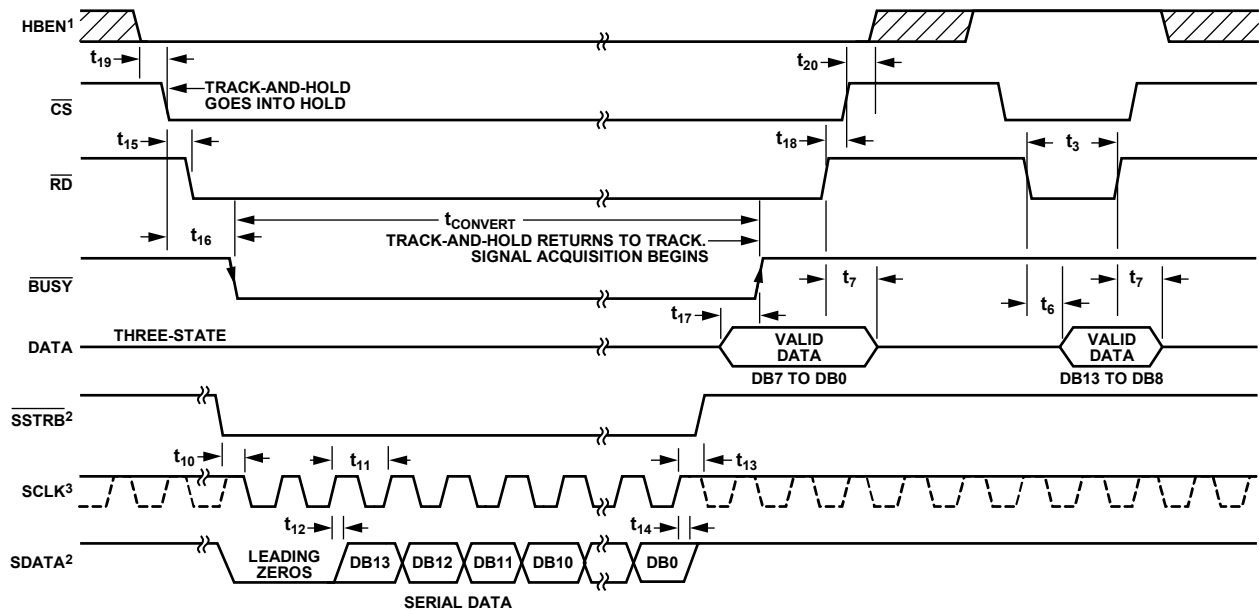 HBEN1
t19
t20
TRACK-AND-HOLD
GOES INTO HOLD
CS
t15
t18
t3
RD
tCONVERT
t16
TRACK-AND-HOLD RETURNS TO TRACK.
SIGNAL ACQUISITION BEGINS
BUSY
t7
t7
t17
t6
THREE-STATE
DATA
VALID
DATA
VALID
DATA
DB7 TO DB0
DB13 TO DB8
SSTRB2
t10
t11
t13
SCLK3
t12
t14
SDATA2
LEADING
ZEROS
DB13
DB12
DB11
DB10
DB0
SERIAL DATA